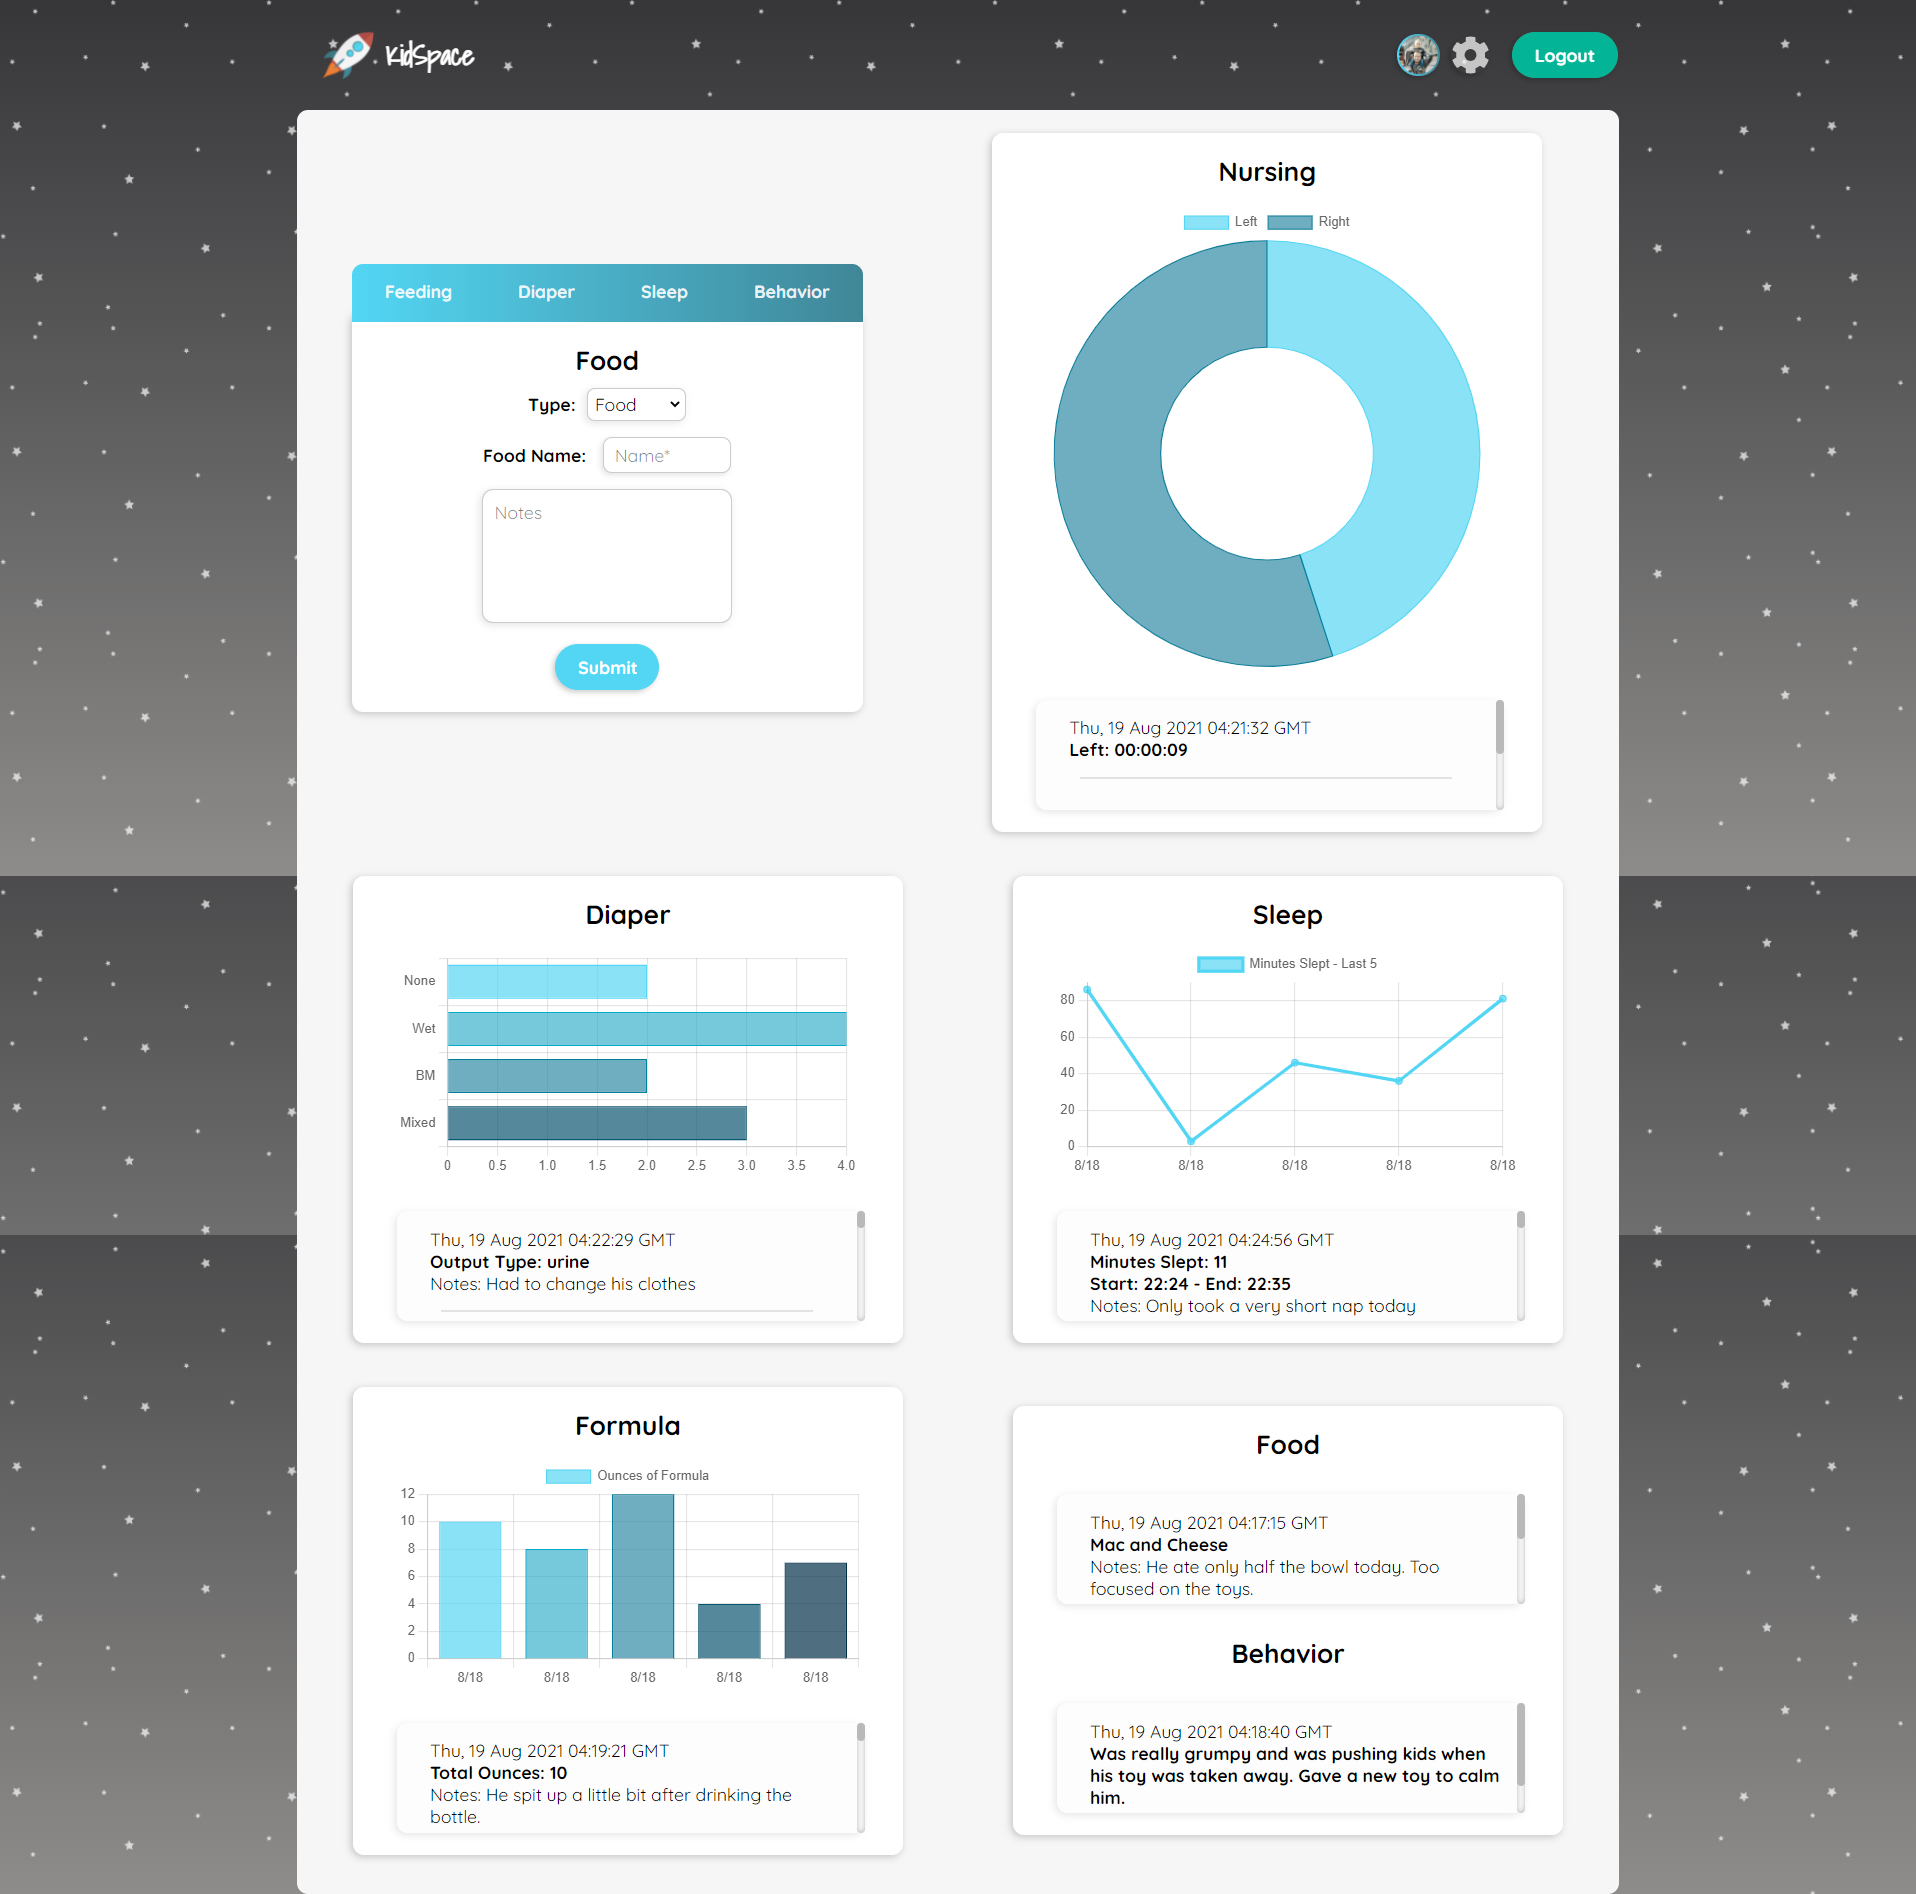 KidSpace
Logout
Feeding Diaper Sleep Behavior
Food
Type: Food
Food Name: Name*
Notes
Submit
Nursing
Left Right
Thu, 19 Aug 2021 04:21:32 GMT
Left: 00:00:09
Diaper
None
Wet
BM
Mixed
0 0.5 1.0 1.5 2.0 2.5 3.0 3.5 4.0
Thu, 19 Aug 2021 04:22:29 GMT
Output Type: urine
Notes: Had to change his clothes
Sleep
Minutes Slept - Last 5
80
60
40
20
0
8/18 8/18 8/18 8/18 8/18
Thu, 19 Aug 2021 04:24:56 GMT
Minutes Slept: 11
Start: 22:24 - End: 22:35
Notes: Only took a very short nap today
Formula
Ounces of Formula
12
10
8
6
4
2
0
8/18 8/18 8/18 8/18 8/18
Thu, 19 Aug 2021 04:19:21 GMT
Total Ounces: 10
Notes: He spit up a little bit after drinking the
bottle.
Food
Thu, 19 Aug 2021 04:17:15 GMT
Mac and Cheese
Notes: He ate only half the bowl today. Too
focused on the toys.
Behavior
Thu, 19 Aug 2021 04:18:40 GMT
Was really grumpy and was pushing kids when
his toy was taken away. Gave a new toy to calm
him.